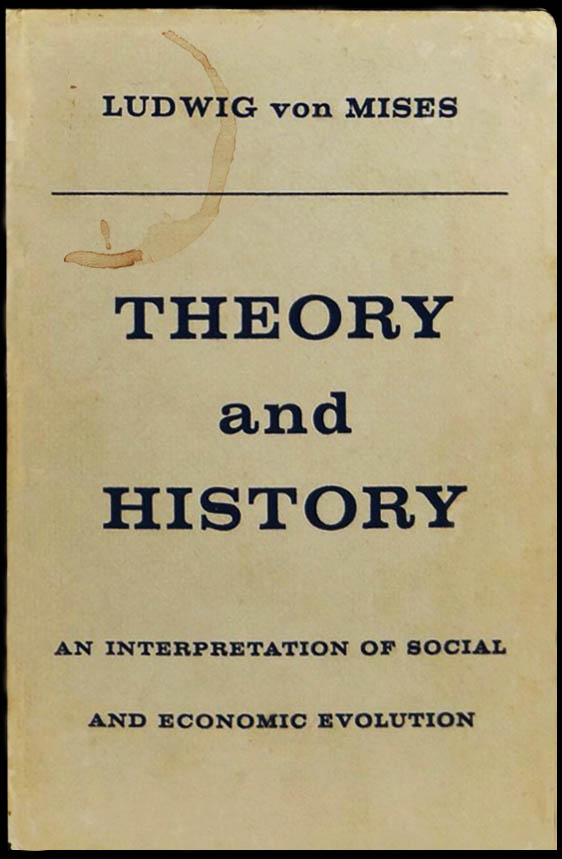 LUDWIG von MISES
THEORY
and
HISTORY
AN INTERPRETATION OF SOCIAL
AND ECONOMIC EVOLUTION